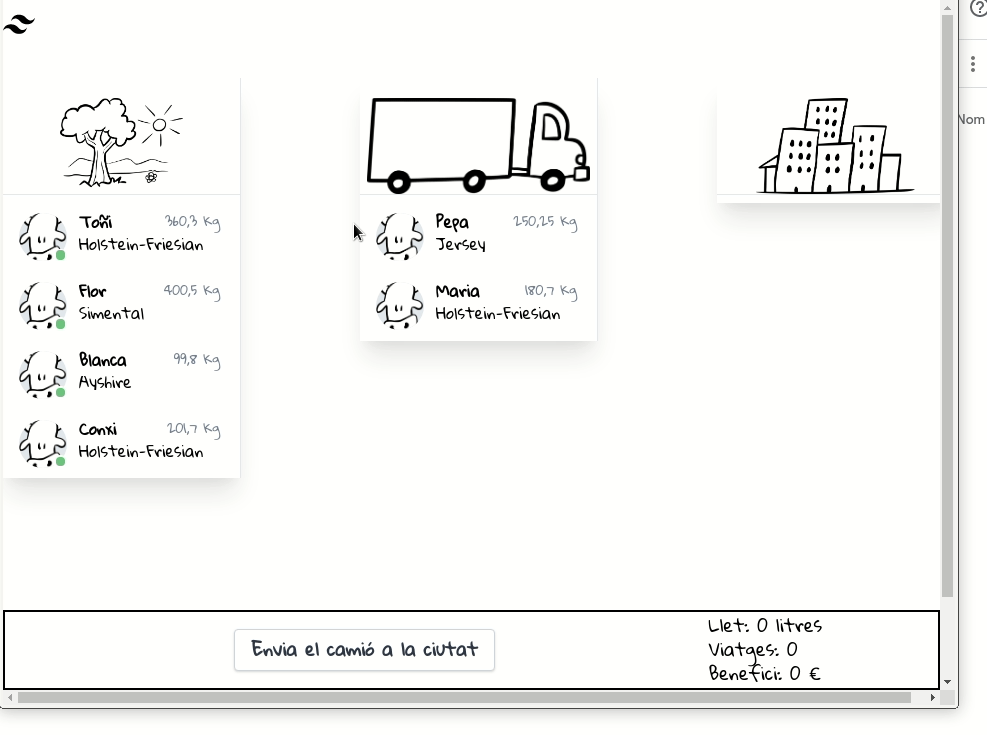 Toñi 360,3 Kg
Holstein-Friesian
Flor 400,5 Kg
Simental
Blanca 99,8 Kg
Ayshire
Conxi 201,7 Kg
Holstein-Friesian
Pepa 250,25 Kg
Jersey
Maria 180,7 Kg
Holstein-Friesian
Nom
Envia el camió a la ciutat
Llet: 0 litres
Viatges: 0
Benefici: 0 €